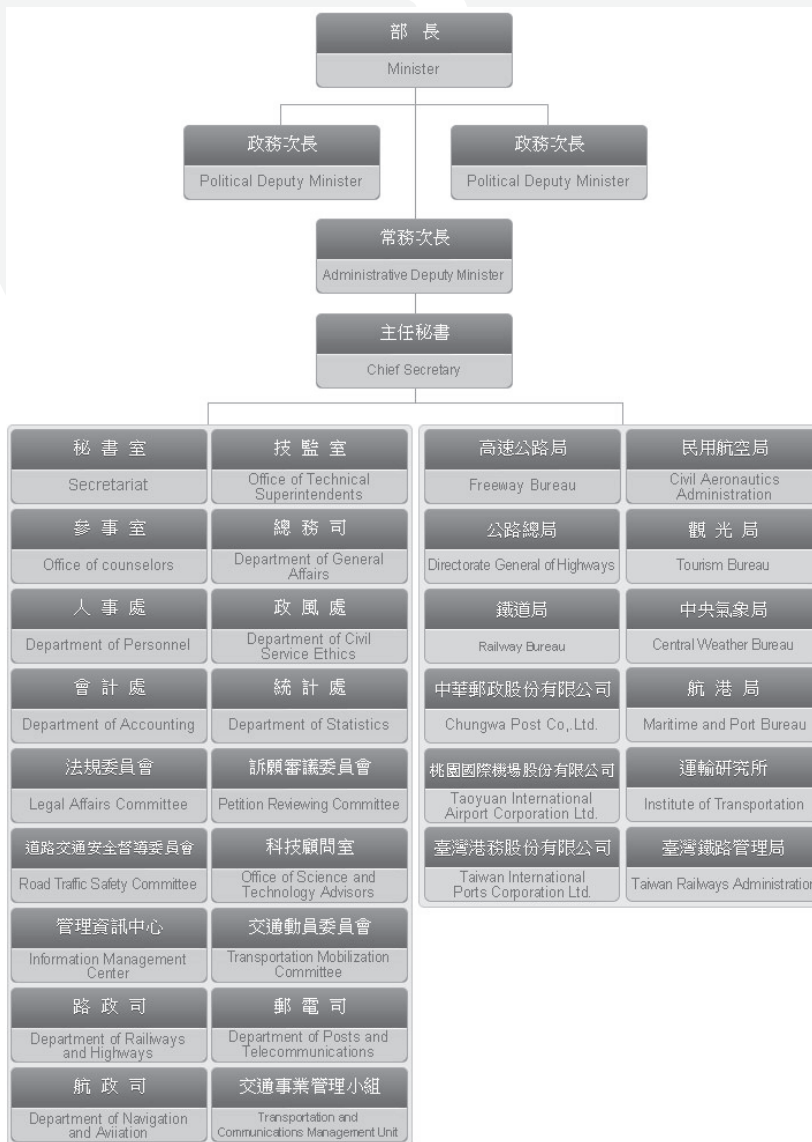 部 長
Minister
政務次長
Political Deputy Minister
政務次長
Political Deputy Minister
常務次長
Administrative Deputy Minister
主任秘書
Chief Secretary
秘 書 室
Secretariat
技 監 室
Office of Technical
Superintendents
參 事 室
Office of counselors
總 務 司
Department of General
Affairs
人 事 處
Department of Personnel
政 風 處
Department of Civil
Service Ethics
會 計 處
Department of Accounting
統 計 處
Department of Statistics
法規委員會
Legal Affairs Committee
訴願審議委員會
Petition Reviewing Committee
道路交通安全督導委員會
Road Traffic Safety Committee
科技顧問室
Office of Science and
Technology Advisors
管理資訊中心
Information Management
Center
交通動員委員會
Transportation Mobilization
Committee
路 政 司
Department of Railiways
and Highways
郵 電 司
Department of Posts and
Telecommunications
航 政 司
Department of Navigation
and Aviiation
交通事業管理小組
Transportation and
Communications Management Unit
高速公路局
Freeway Bureau
民用航空局
Civil Aeronautics
Administration
公路總局
Directorate General of Highways
觀 光 局
Tourism Bureau
鐵道局
Railway Bureau
中央氣象局
Central Weather Bureau
中華郵政股份有限公司
Chungwa Post Co,.Ltd.
航 港 局
Maritime and Port Bureau
桃園國際機場股份有限公司
Taoyuan International
Airport Corporation Ltd.
運輸研究所
Institute of Transportation
臺灣港務股份有限公司
Taiwan International
Ports Corporation Ltd.
臺灣鐵路管理局
Taiwan Railways Administration